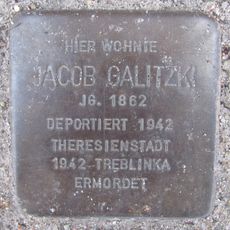 HIER WOHNTE
JACOB GALITZKI
JG. 1862
DEPORTIERT 1942
THERESIENSTADT
1942 TREBLINKA
ERMORDET